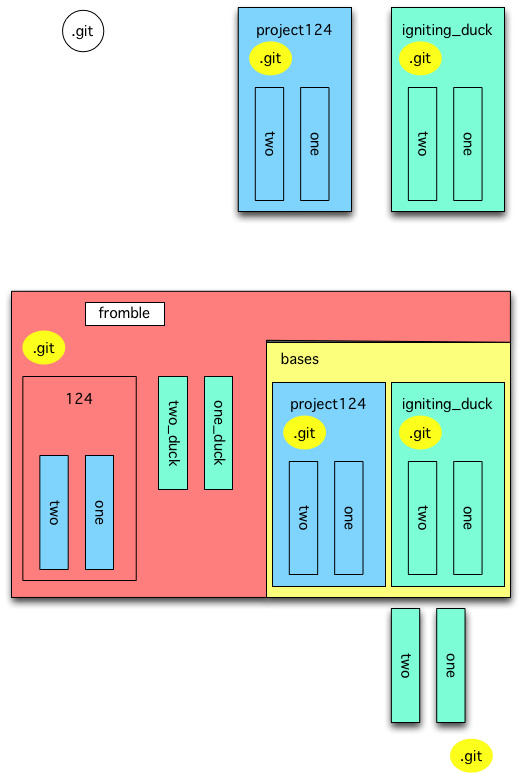 .git
project124
.git
two
one
igniting_duck
.git
two
one
fromble
.git
124
two
one
two_duck
one_duck
bases
project124
.git
two
one
igniting_duck
.git
two
one
two
one
.git